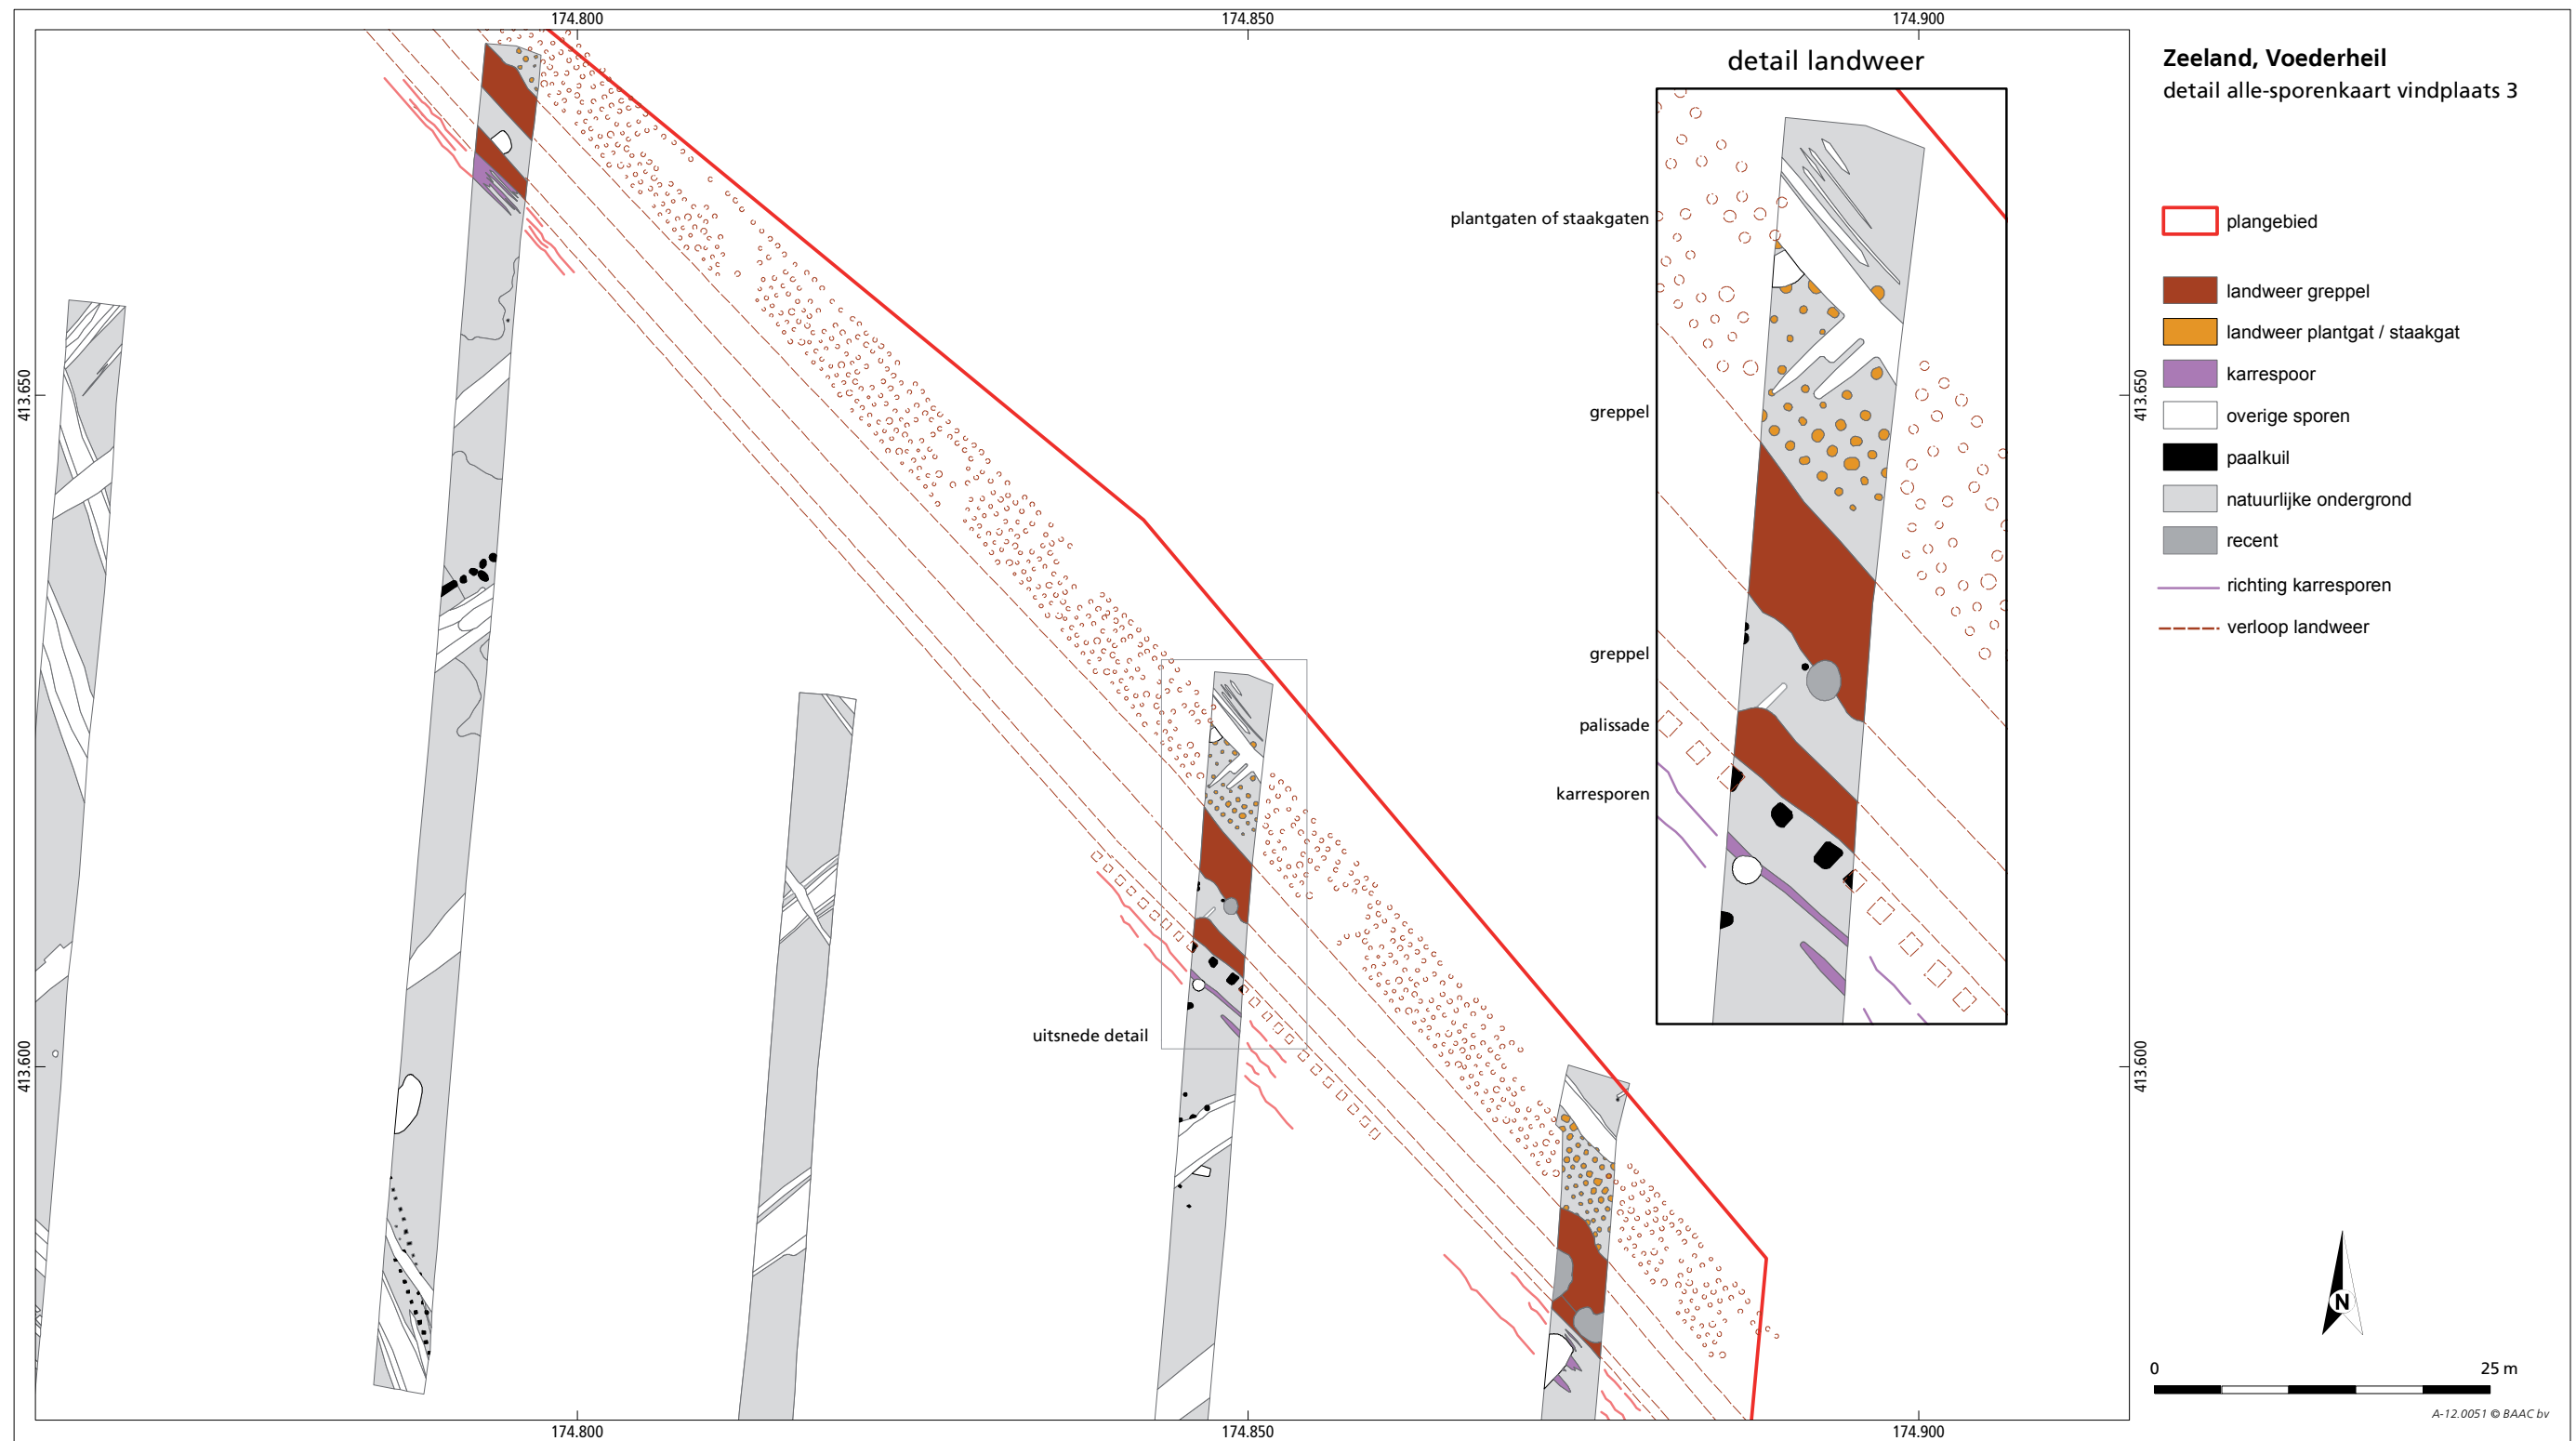 174.800
174.850
174.900
detail landweer
Zeeland, Voederheil
detail alle-sporenkaart vindplaats 3
plantgaten of staakgaten
greppel
greppel
palissade
karresporen
uitsnede detail
plangebied
landweer greppel
landweer plantgat / staakgat
karrespoor
overige sporen
paalkuil
natuurlijke ondergrond
recent
richting karresporen
verloop landweer
413.650
413.650
413.600
413.600
N
0
25 m
A-12.0051 © BAAC bv
174.800
174.850
174.900